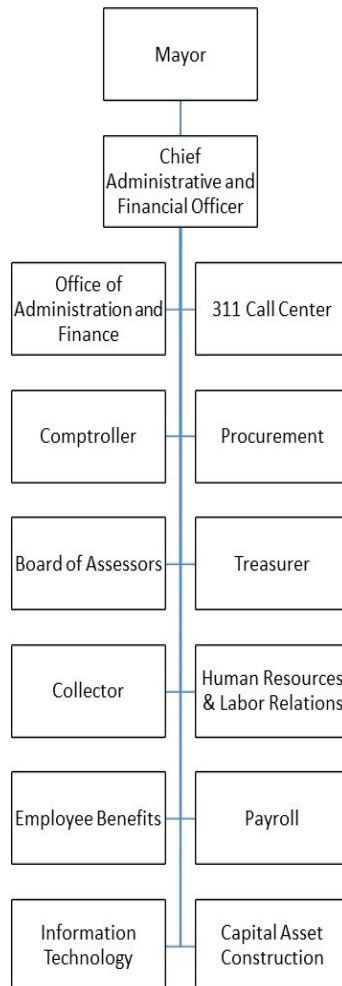 Mayor
Chief
Administrative and
Financial Officer
Office of
Administration and
Finance
311 Call Center
Comptroller
Procurement
Board of Assessors
Treasurer
Collector
Human Resources
& Labor Relations
Employee Benefits
Payroll
Information
Technology
Capital Asset
Construction